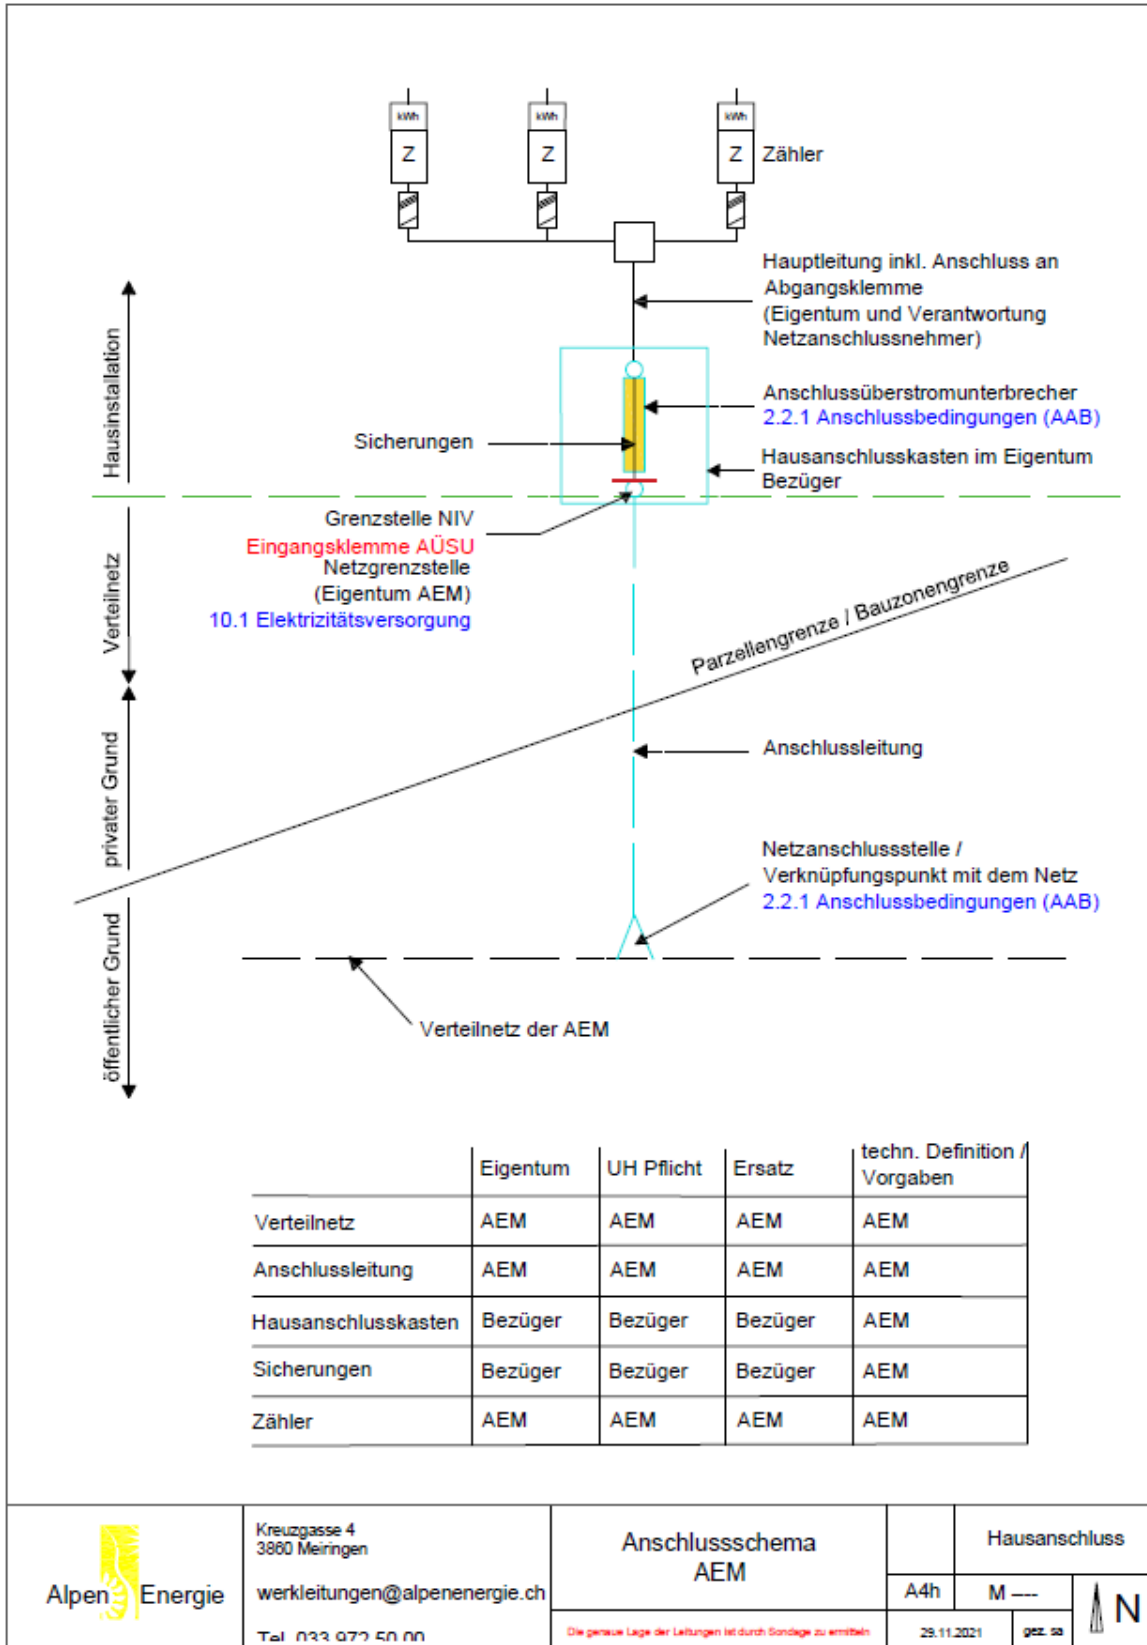 kWh
kWh
kWh
Z
Z
Z
Zähler
Hauptleitung inkl. Anschluss an
Abgangsklemme
(Eigentum und Verantwortung
Netzanschlussnehmer)
Hausinstallation
Anschlussüberstromunterbrecher
2.2.1 Anschlussbedingungen (AAB)
Sicherungen
Hausanschlusskasten im Eigentum
Bezüger
Grenzstelle NIV
Eingangsklemme AÜSU
Netzgrenzstelle
(Eigentum AEM)
10.1 Elektrizitätsversorgung
Verteilnetz
Parzellengrenze / Bauzonengrenze
privater Grund
Anschlussleitung
Netzanschlussstelle /
Verknüpfungspunkt mit dem Netz
2.2.1 Anschlussbedingungen (AAB)
öffentlicher Grund
Verteilnetz der AEM
Eigentum UH Pflicht Ersatz techn. Definition / Vorgaben
Verteilnetz AEM AEM AEM AEM
Anschlussleitung AEM AEM AEM AEM
Hausanschlusskasten Bezüger Bezüger Bezüger AEM
Sicherungen Bezüger Bezüger Bezüger AEM
Zähler AEM AEM AEM AEM
Alpen Energie
Kreuzgasse 4
3860 Meiringen
werkleitungen@alpenenergie.ch
Tel. 033 972 50 00
Anschlussschema
AEM
Die genaue Lage der Leitungen ist durch Sondage zu ermitteln
Hausanschluss
A4h M ----
29.11.2021 gez. sa
N